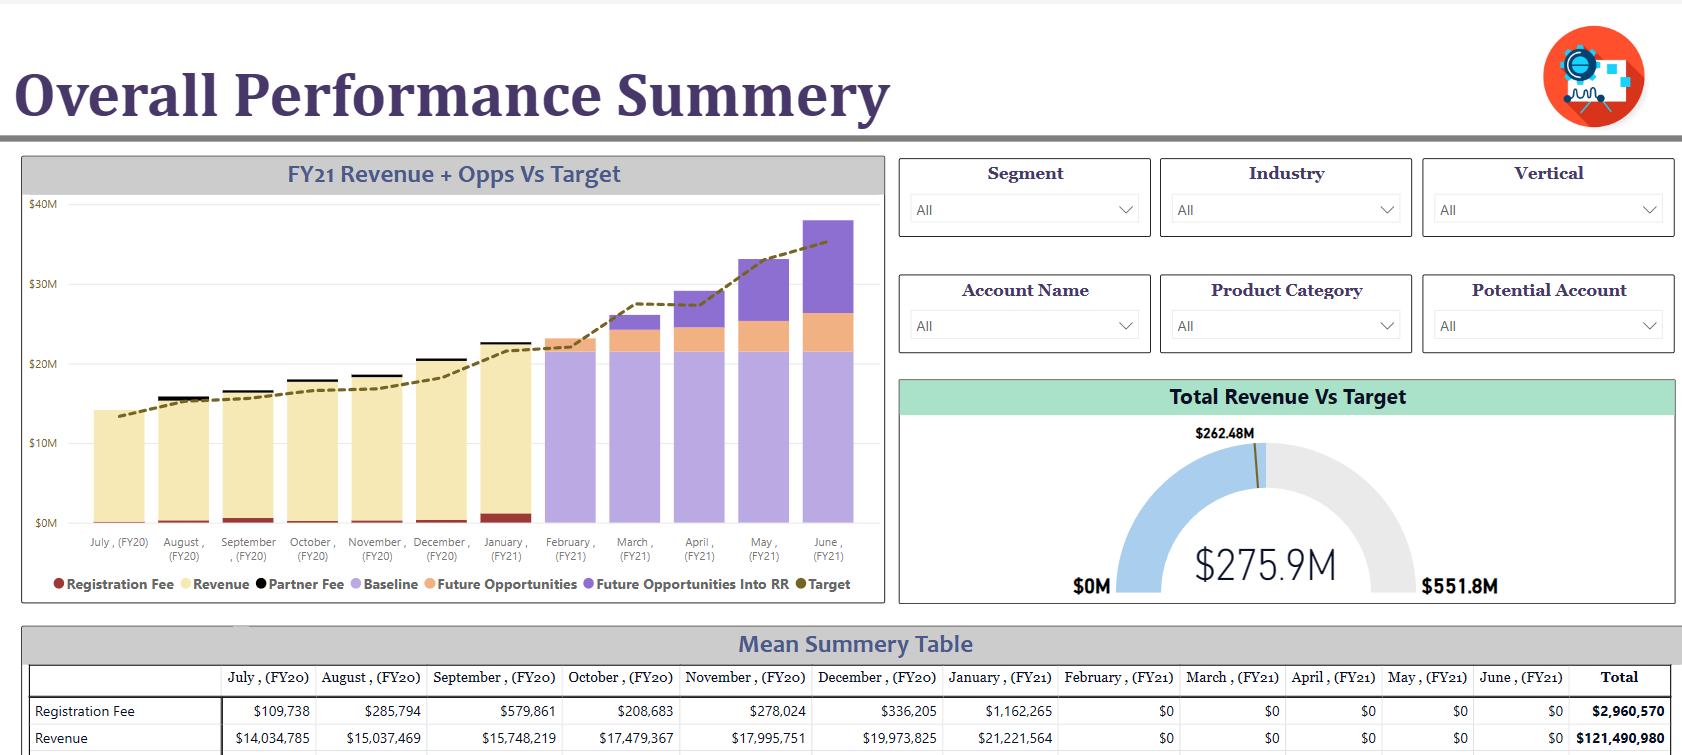 Overall Performance Summery
FY21 Revenue + Opps Vs Target
$40M
$30M
$20M
$10M
$0M
July , (FY20) August , (FY20) September , (FY20) October , (FY20) November , (FY20) December , (FY20) January , (FY21) February , (FY21) March , (FY21) April , (FY21) May , (FY21) June , (FY21)
Registration Fee Revenue Partner Fee Baseline Future Opportunities Future Opportunities Into RR Target
Segment
All
Industry
All
Vertical
All
Account Name
All
Product Category
All
Potential Account
All
Total Revenue Vs Target
$262.48M
$275.9M
$0M
$551.8M
Mean Summery Table
July , (FY20) August , (FY20) September , (FY20) October , (FY20) November , (FY20) December , (FY20) January , (FY21) February , (FY21) March , (FY21) April , (FY21) May , (FY21) June , (FY21) Total
Registration Fee $109,738 $285,794 $579,861 $208,683 $278,024 $336,205 $1,162,265 $0 $0 $0 $0 $0 $2,960,570
Revenue $14,034,785 $15,037,469 $15,748,219 $17,479,367 $17,995,751 $19,973,825 $21,221,564 $0 $0 $0 $0 $0 $121,490,980